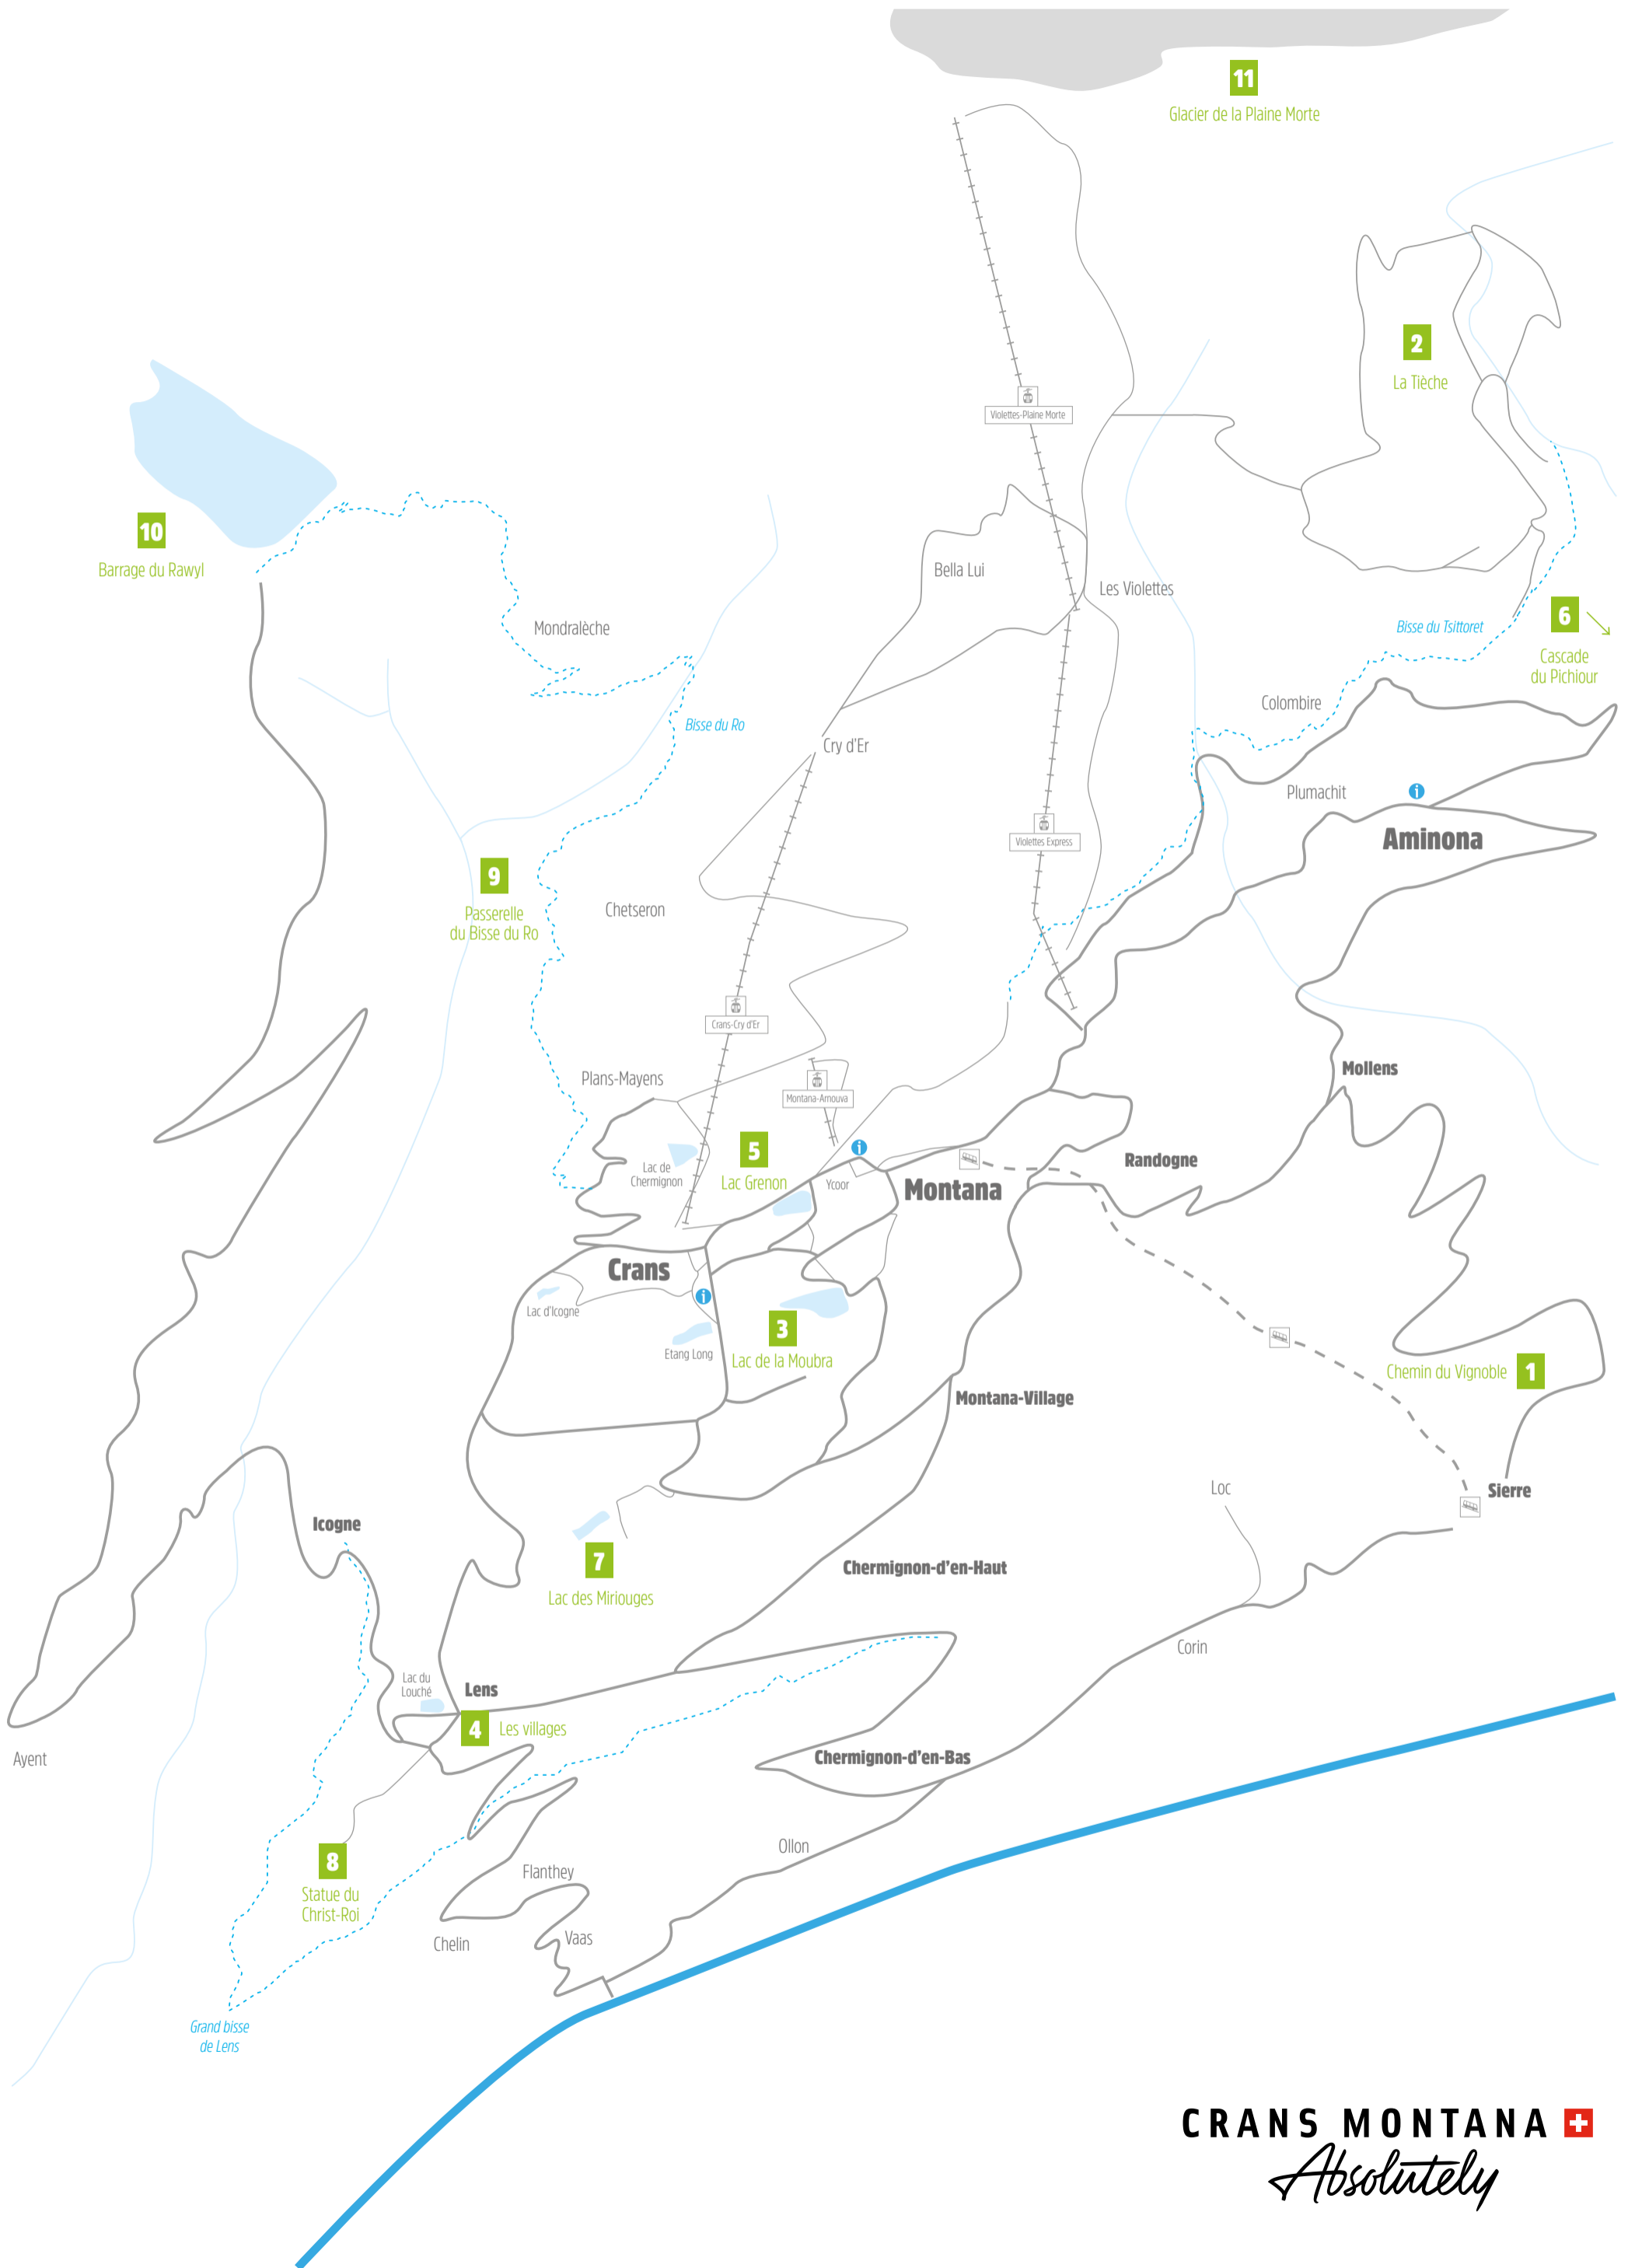 11
Glacier de la Plaine Morte
2
La Tièche
Violettes-Plaine Morte
10
Barrage du Rawyl
Bella Lui
Les Violettes
Mondralèche
Bisse du Tsittoret
6
Cascade
du Pichiour
Colombire
Bisse du Ro
Cry d'Er
Plumachit
i
Aminona
Violettes Express
9
Passerelle
du Bisse du Ro
Chetseron
Crans-Cry d'Er
Mollens
Plans-Mayens
Montana-Arnouva
5
Lac Grenon
i
Lac de
Chermignon
Ycoor
Montana
Randogne
Crans
i
Lac d'Icogne
3
Lac de la Moubra
Etang Long
Chemin du Vignoble
1
Montana-Village
Loc
Sierre
Icogne
7
Lac des Miriouges
Chermignon-d'en-Haut
Corin
Lac du
Louché
Lens
4
Les villages
Ayent
Chermignon-d'en-Bas
Ollon
8
Statue du
Christ-Roi
Flanthey
Chelin
Vaas
Grand bisse
de Lens
CRANS MONTANA
Absolutely